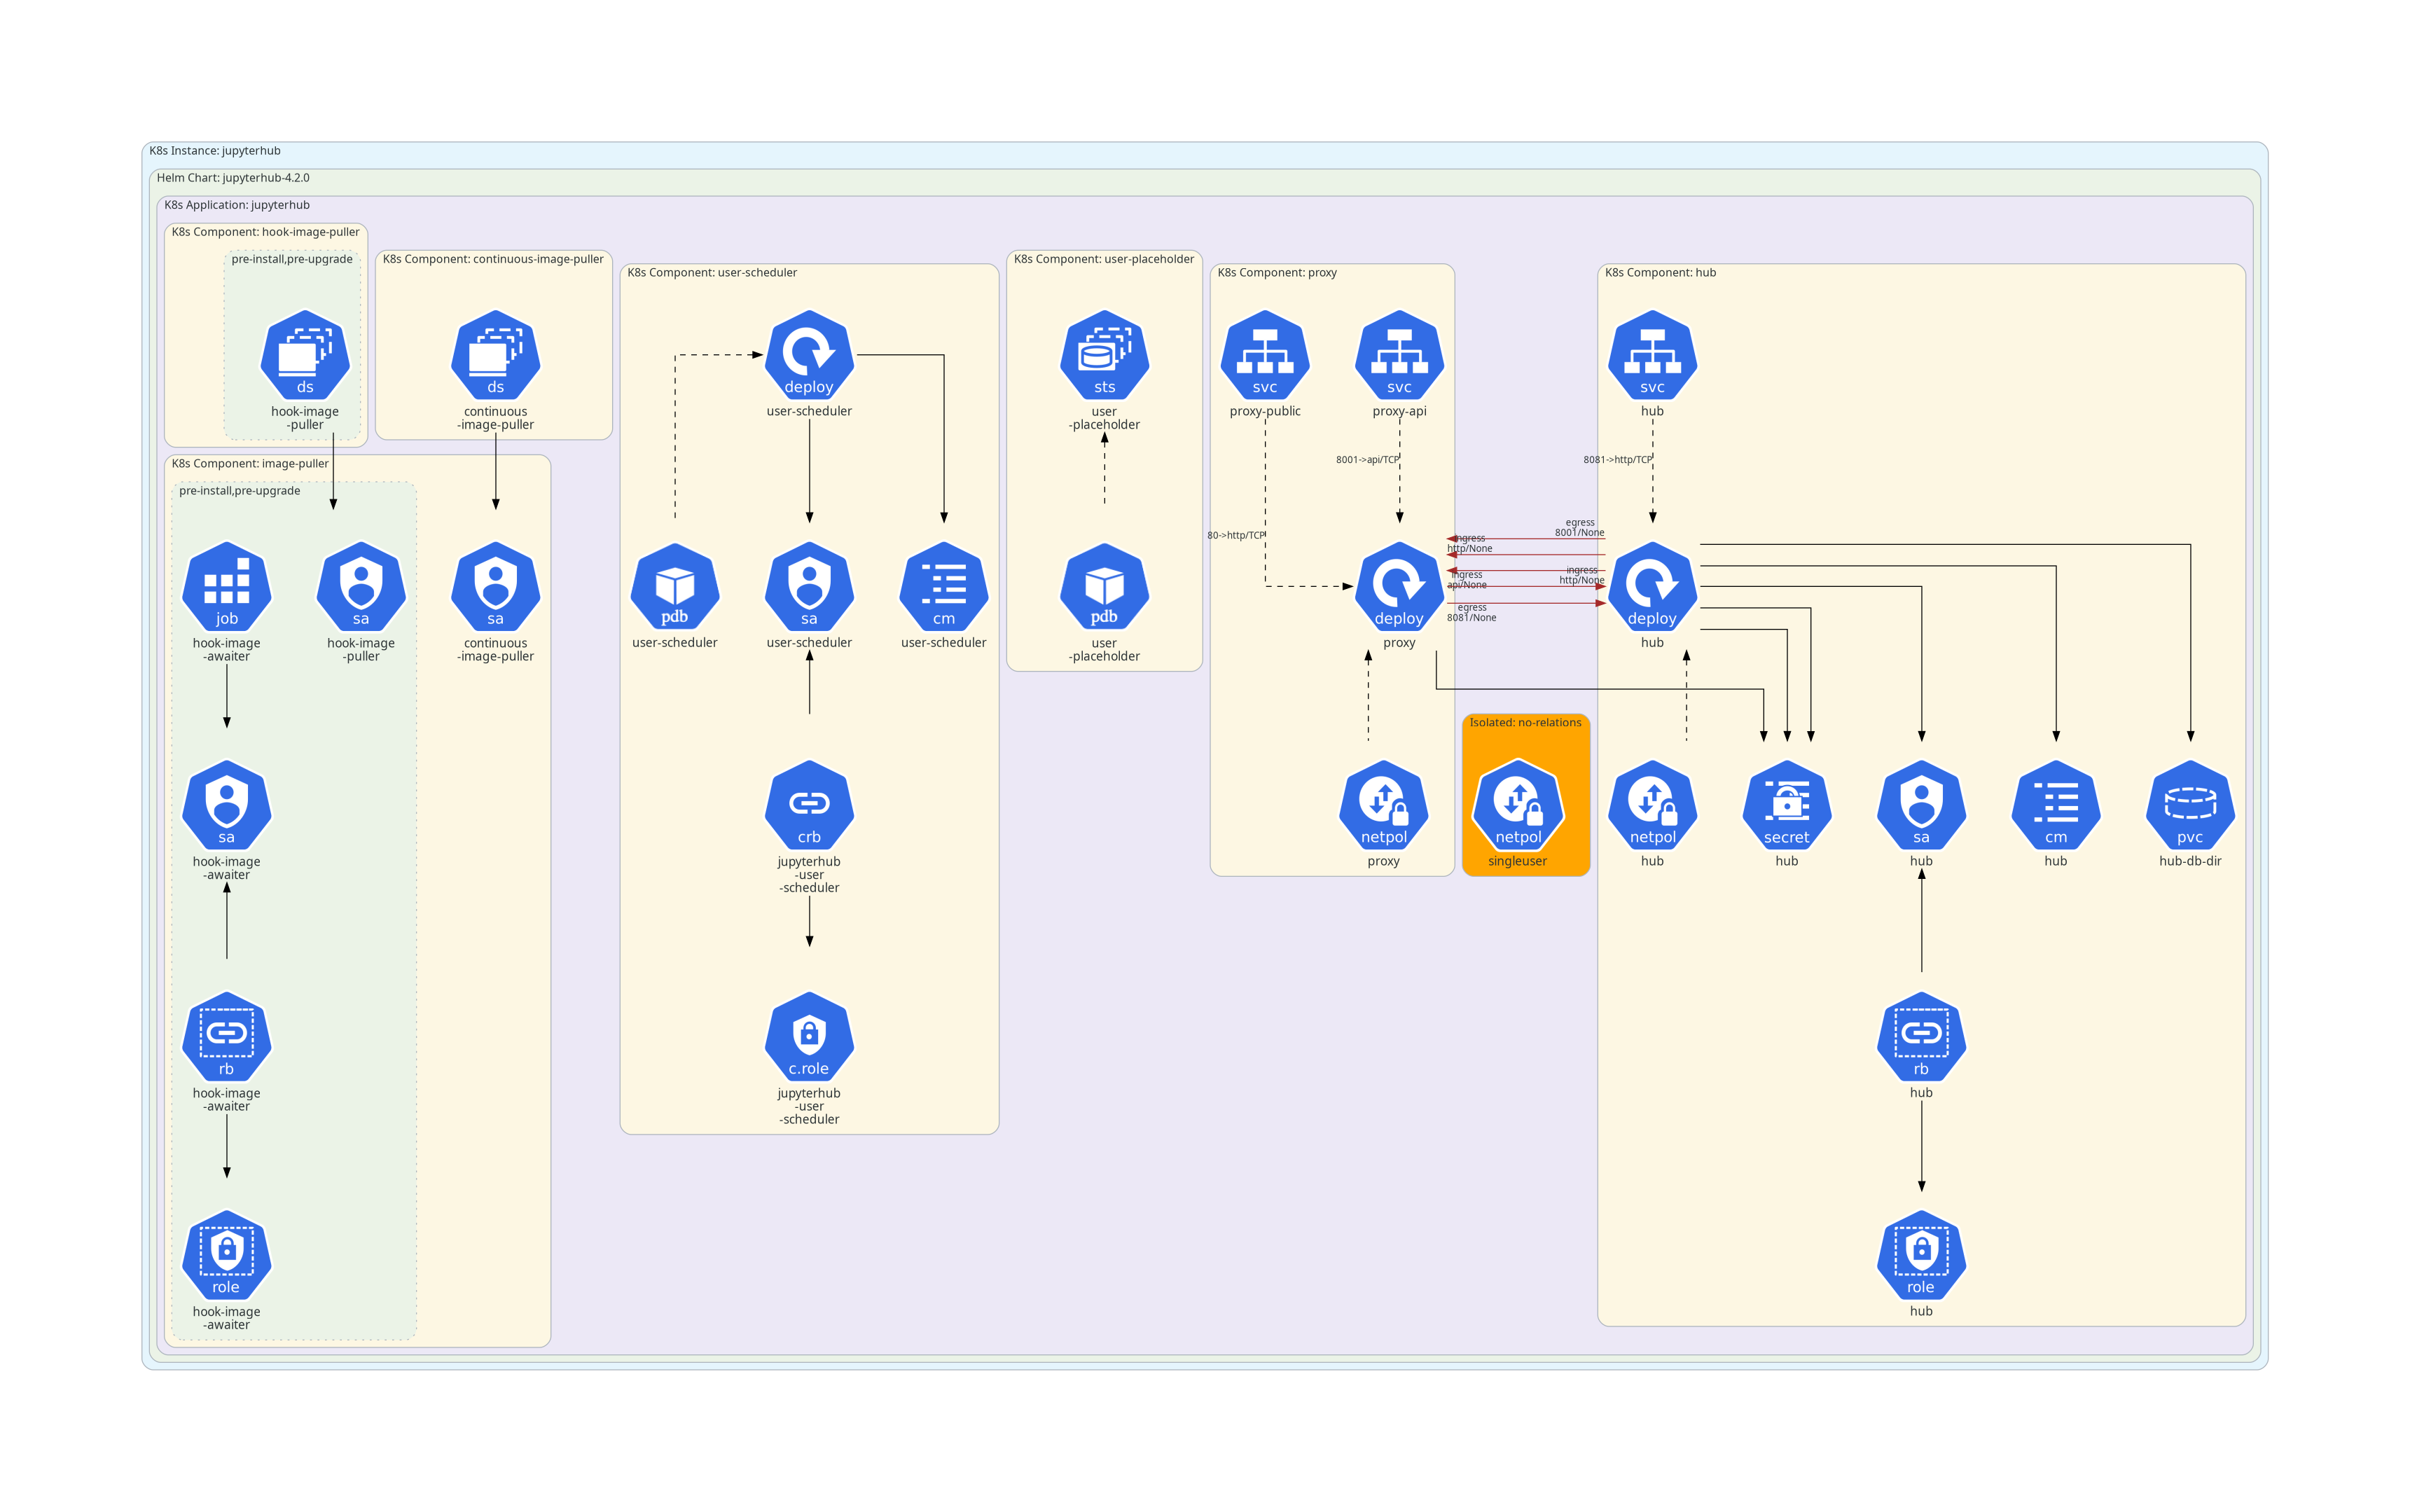 K8s Instance: jupyterhub
Helm Chart: jupyterhub-4.2.0
K8s Application: jupyterhub
K8s Component: hook-image-puller
pre-install,pre-upgrade
ds
hook-image
-puller
K8s Component: continuous-image-puller
ds
continuous
-image-puller
K8s Component: image-puller
pre-install,pre-upgrade
job
hook-image
-awaiter
sa
hook-image
-puller
sa
continuous
-image-puller
sa
hook-image
-awaiter
rb
hook-image
-awaiter
role
hook-image
-awaiter
K8s Component: user-scheduler
deploy
user-scheduler
pdb
user-scheduler
sa
user-scheduler
cm
user-scheduler
crb
jupyterhub
-user
-scheduler
c.role
jupyterhub
-user
-scheduler
K8s Component: user-placeholder
sts
user
-placeholder
pdb
user
-placeholder
K8s Component: proxy
svc
proxy-public
svc
proxy-api
8001->api/TCP
80->http/TCP
deploy
proxy
netpol
proxy
ingress
http/None
ingress
api/None
egress
8081/None
egress
8001/None
ingress
http/None
Isolated: no-relations
netpol
singleuser
K8s Component: hub
svc
hub
8081->http/TCP
deploy
hub
netpol
hub
secret
hub
sa
hub
cm
hub
pvc
hub-db-dir
rb
hub
role
hub